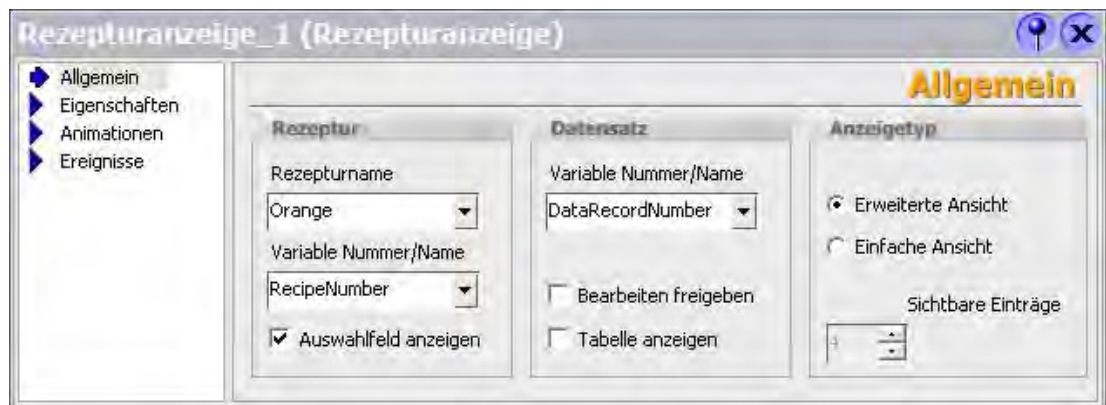 Rezepturanzeige_1 (Rezepturanzeige)
Allgemein
Eigenschaften
Animationen
Ereignisse
Allgemein
Rezeptur
Rezepturname
Orange
Variable Nummer/Name
RecipeNumber
Auswahlfeld anzeigen
Datensatz
Variable Nummer/Name
DataRecordNumber
Bearbeiten freigeben
Tabelle anzeigen
Anzeigetyp
Erweiterte Ansicht
Einfache Ansicht
Sichtbare Einträge
4